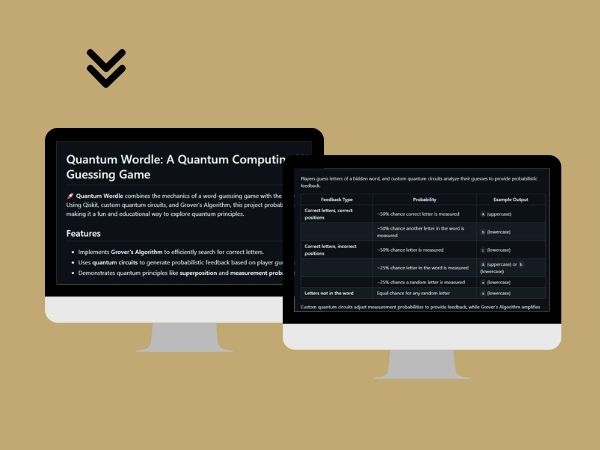 Quantum Wordle: A Quantum Computin
Guessing Game
🚀 Quantum Wordle combines the mechanics of a word-guessing game with the
Using Qiskit, custom quantum circuits, and Grover's Algorithm, this project probab
making it a fun and educational way to explore quantum principles.
Features
• Implements Grover's Algorithm to efficiently search for correct letters.
• Uses quantum circuits to generate probabilistic feedback based on player gu
• Demonstrates quantum principles like superposition and measurement proba
Players guess letters of a hidden word, and custom quantum circuits analyze their guesses to provide probabilistic
feedback.
Feedback Type Probability Example Output
Correct letters, correct
positions
~50% chance correct letter is measured
a (uppercase)
~50% chance another letter in the word is
measured
b (lowercase)
Correct letters, incorrect
positions
~50% letter is measured
c (lowercase)
~25% chance letter in the word is measured
(uppercase) or b
(lowercase)
~25% chance a random letter is measured
(lowercase)
Letters not in the word Equal chance for any random letter
(lowercase)
Custom quantum circuits adjust measurement probabilities to provide feedback, while Grover's Algorithm amplifies